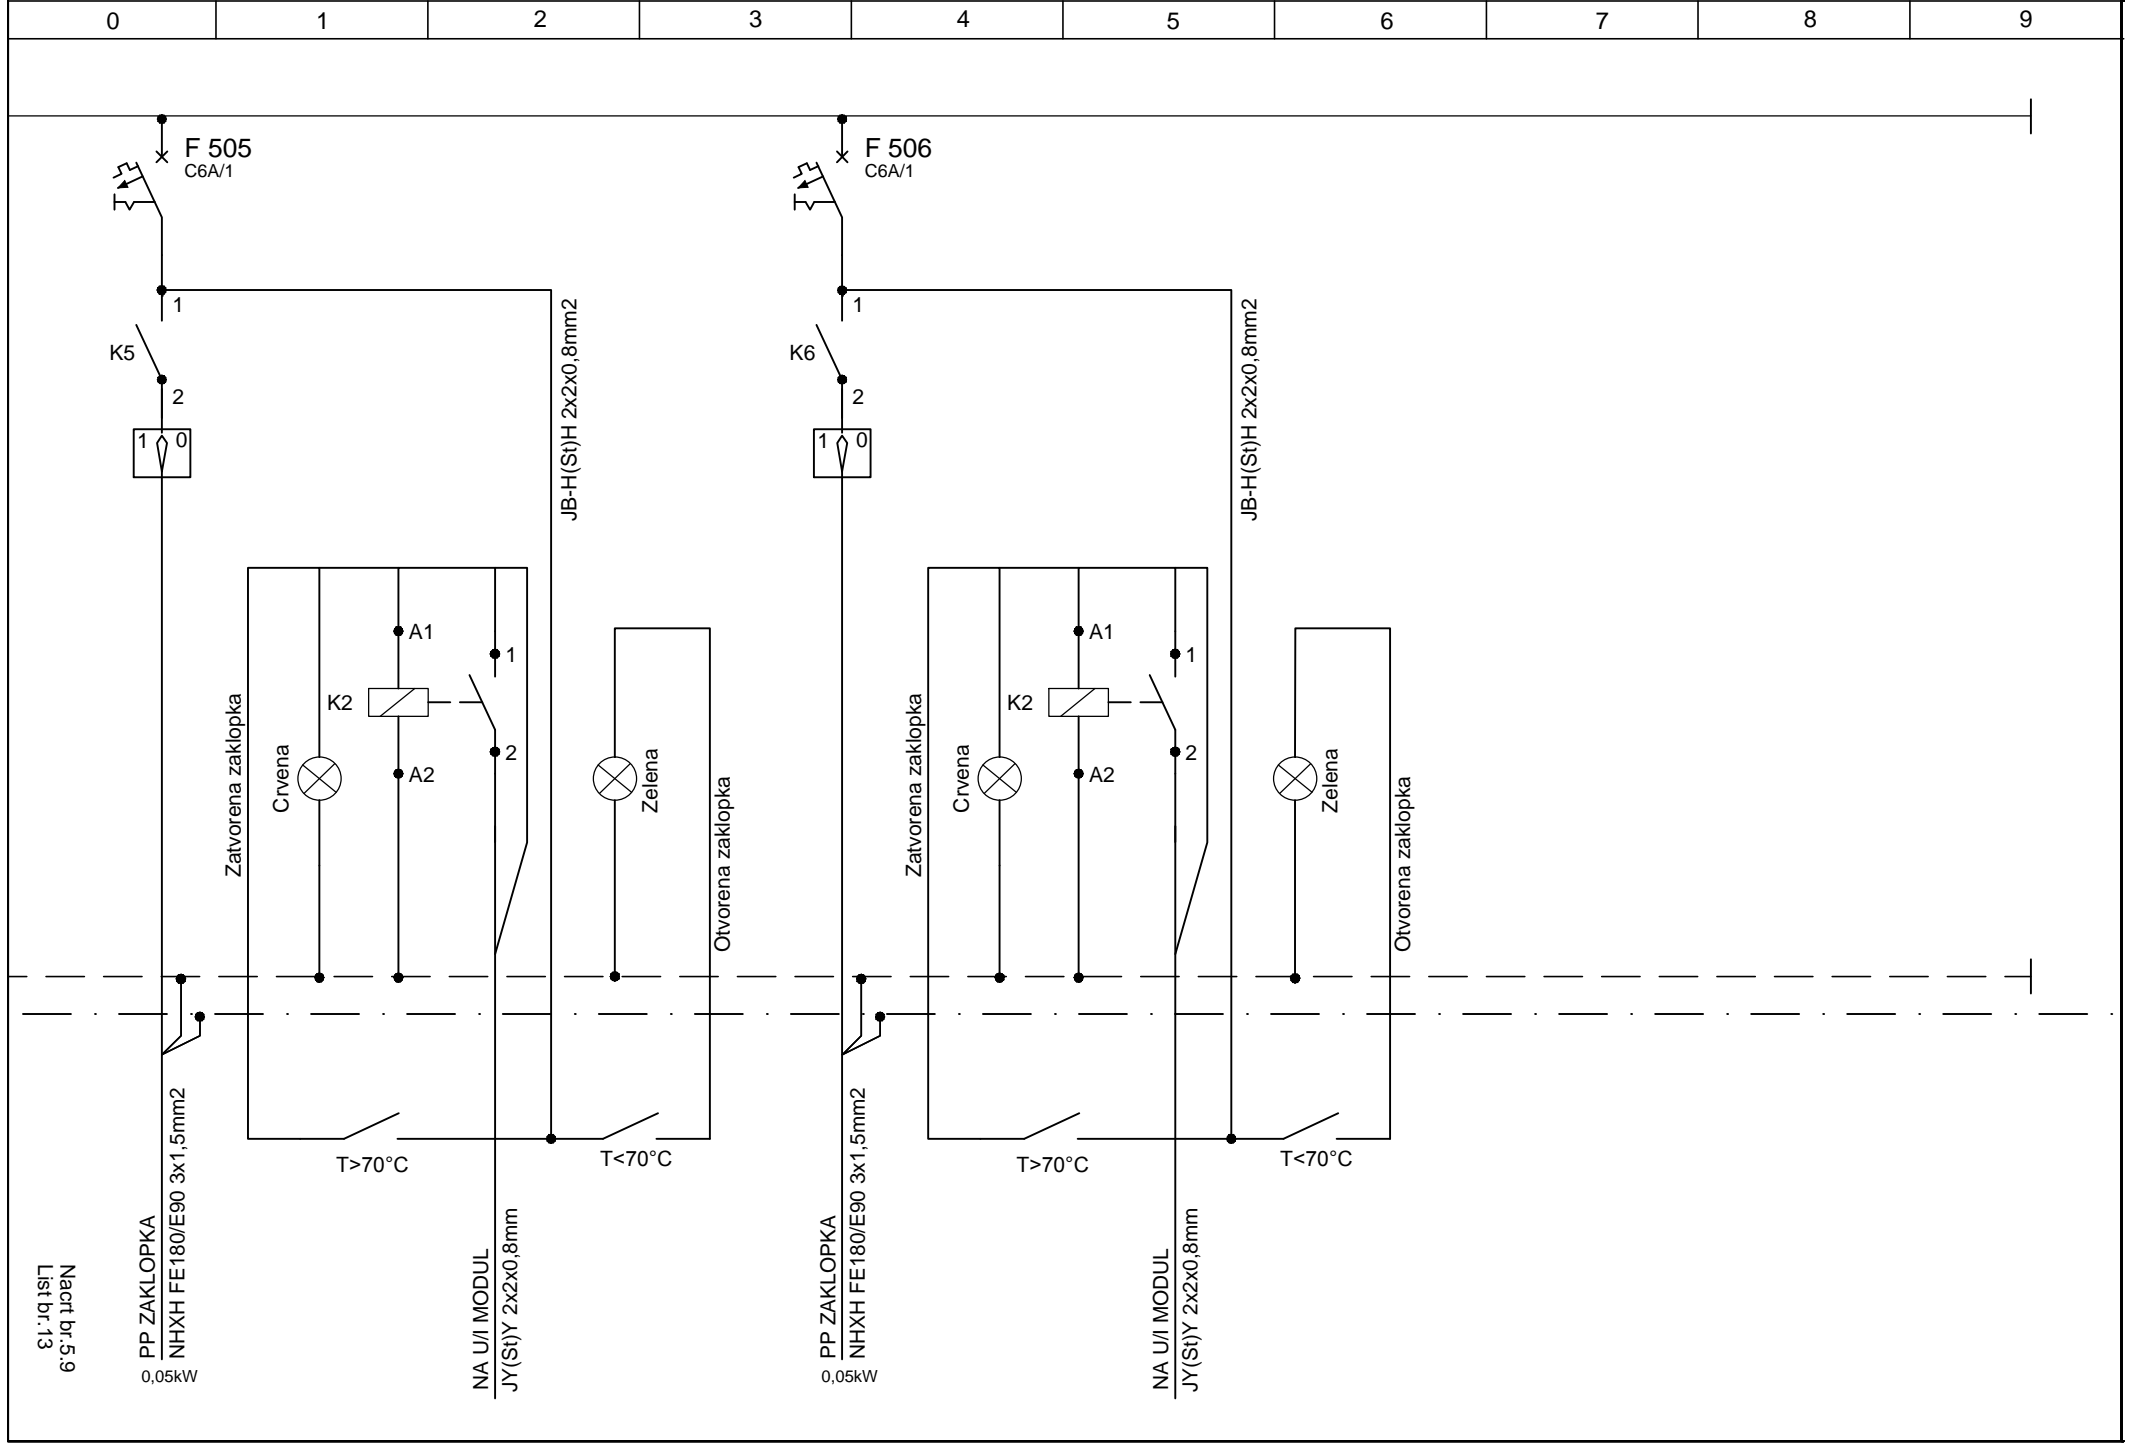 0 1 2 3 4 5 6 7 8 9
F 505
C6A/1
1
K5
2
1 0
JB-H(St)H 2x2x0,8mm2
Zatvorena zaklopka
Crvena
A1
K2
A2
1
2
Zelena
Otvorena zaklopka
T>70°C
T<70°C
PP ZAKLOPKA
NHXH FE180/E90 3x1,5mm2
0,05kW
NA U/I MODUL
JY(St)Y 2x2x0,8mm
F 506
C6A/1
1
K6
2
1 0
JB-H(St)H 2x2x0,8mm2
Zatvorena zaklopka
Crvena
A1
K2
A2
1
2
Zelena
Otvorena zaklopka
T>70°C
T<70°C
PP ZAKLOPKA
NHXH FE180/E90 3x1,5mm2
0,05kW
NA U/I MODUL
JY(St)Y 2x2x0,8mm
Nacrt br.5.9
List br.13